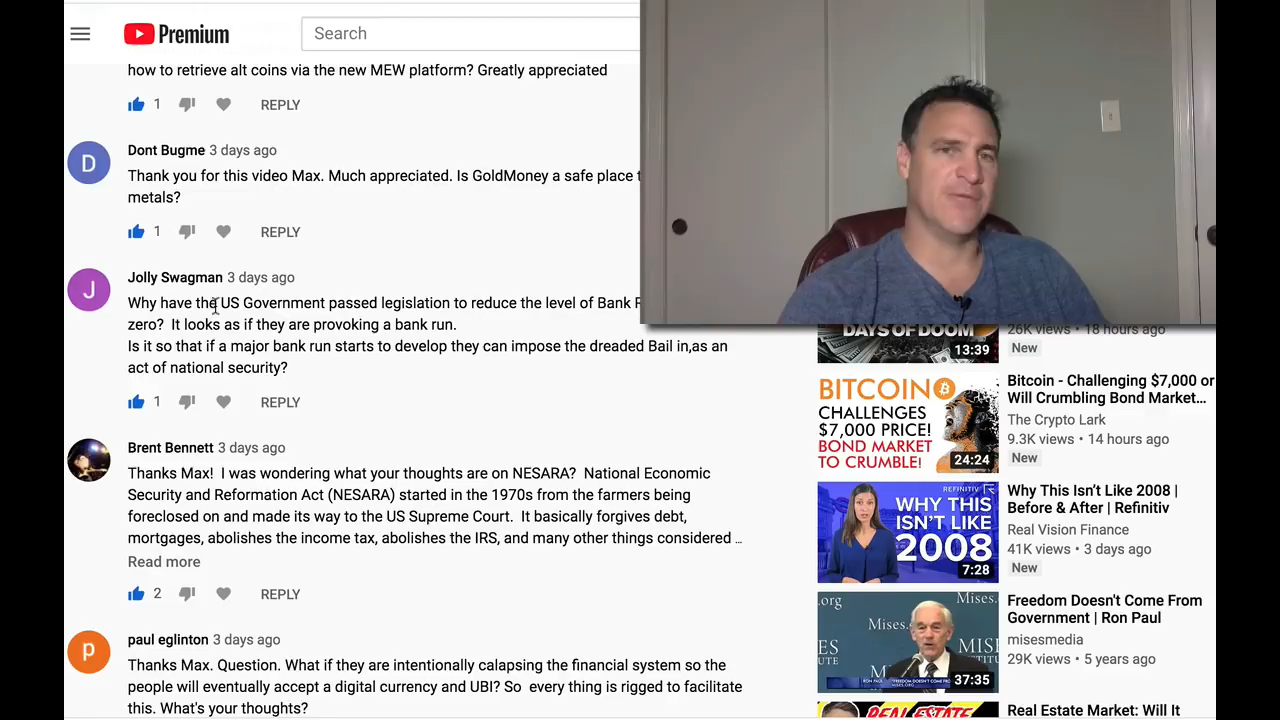 Premium
Search
how to retrieve alt coins via the new MEW platform? Greatly appreciated
1 REPLY
D
Dont Bugme 3 days ago
Thank you for this video Max. Much appreciated. Is GoldMoney a safe place
metals?
1 REPLY
J
Jolly Swagman 3 days ago
Why have the US Government passed legislation to reduce the level of Bank
zero? It looks as if they are provoking a bank run.
Is it so that if a major bank run starts to develop they can impose the dreaded Bail in,as an
act of national security?
1 REPLY
Brent Bennett 3 days ago
Thanks Max! I was wondering what your thoughts are on NESARA? National Economic
Security and Reformation Act (NESARA) started in the 1970s from the farmers being
foreclosed on and made its way to the US Supreme Court. It basically forgives debt,
mortgages, abolishes the income tax, abolishes the IRS, and many other things considered ...
Read more
2 REPLY
p
paul eglinton 3 days ago
Thanks Max. Question. What if they are intentionally calapsing the financial system so the
people will eventually accept a digital currency and UBI? So every thing is rigged to facilitate
this. What's your thoughts?
DAYS OF DOOM
13:39
26K views • 18 hours ago
New
BITCOIN
CHALLENGES
$7,000 PRICE!
BOND MARKET
TO CRUMBLE!
24:24
Bitcoin - Challenging $7,000 or
Will Crumbling Bond Market...
The Crypto Lark
9.3K views • 14 hours ago
New
REFINITIV
WHY THIS
ISN'T LIKE
2008
7:28
Why This Isn't Like 2008 |
Before & After | Refinitiv
Real Vision Finance
41K views • 3 days ago
New
.org
Mises.
MISES
37:35
Freedom Doesn't Come From
Government | Ron Paul
misesmedia
29K views • 5 years ago
REAL ESTATE
Real Estate Market: Will It